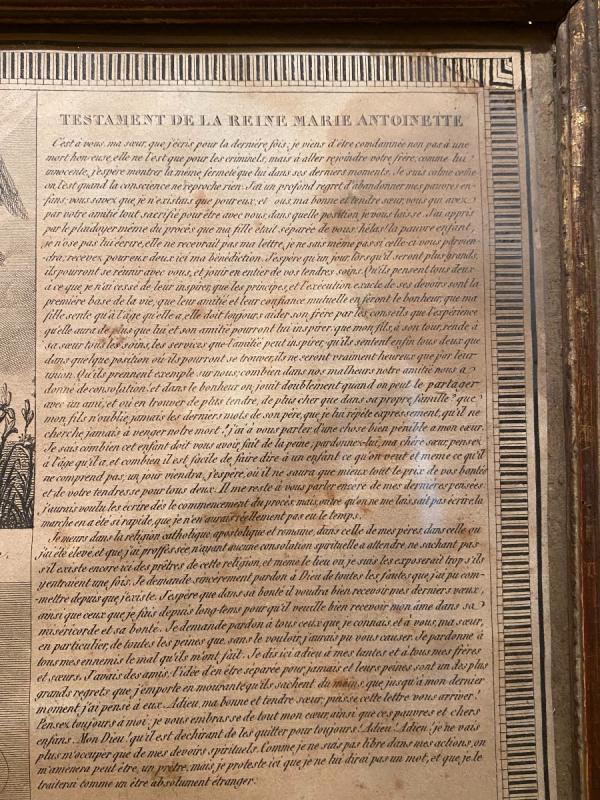 TESTAMENT DE LA REINE MARIE ANTOINETTE
C'est à vous, ma sœur, que j'écris pour la dernière fois; je viens d'être comdamnée non pas à une
mort honteuse, elle ne l'est que pour les criminels, mais à aller rejoindre votre frère, comme lui
innocente, j'espère montrer la même fermeté que lui dans ses derniers moments. Je suis calme comme
on l'est quand la conscience ne reproche rien. J'ai un profond regret d'abandonner mes pauvres en-
fans; vous savez que je n'existais que pour eux; et vous, ma bonne et tendre sœur, vous qui avez
par votre amitié tout sacrifié pour être avec vous, dans quelle position je vous laisse. J'ai appris
par le plaidoyer même du procès que ma fille était séparée de vous; hélas! la pauvre enfant,
je n'ose pas lui écrire, elle ne recevrait pas ma lettre, je ne sais même pas si celle-ci vous parvien-
dra: recevez, pour eux deux ici ma bénédiction. J'espère qu'un jour, lorsqu'il seront plus grands,
ils pourront se réunir avec vous, et jouir en entier de vos tendres soins. Qu'ils pensent tous deux
à ce que je n'ai cessé de leur inspirer, que les principes, et l'exécution exacte de ses devoirs sont la
première base de la vie, que leur amitié et leur confiance mutuelle en feront le bonheur; que ma
fille sente qu'à l'âge qu'elle a, elle doit toujours aider son frère par les conseils que l'expérience
qu'elle aura de plus que lui et son amitié pourront lui inspirer. que mon fils, à son tour, rende à
sa sœur tous les soins, les services que l'amitié peut inspirer, qu'ils sentent enfin tous deux que
dans quelque position où ils pourront se trouver, ils ne seront vraiment heureux que par leur
union. Qu'ils prennent exemple sur nous; combien dans nos malheurs notre amitié nous a
donné de consolation, et dans le bonheur on jouit doublement quand on peut le partager
avec un ami, et où en trouver de plus tendre, de plus cher que dans sa propre famille? que
mon fils n'oublie jamais les derniers mots de son père, que je lui répète expressement, qu'il ne
cherche jamais à venger notre mort! j'ai à vous parler d'une chose bien pénible à mon cœur.
Je sais combien cet enfant doit vous avoir fait de la peine; pardonnez-lui, ma chère sœur, pensez
à l'âge qu'il a, et combien il est facile de faire dire à un enfant ce qu'on veut et même ce qu'il
ne comprend pas; un jour viendra, j'espère, où il ne saura que mieux tout le prix de vos bontés
et de votre tendresse pour tous deux. Il me reste à vous parler encore de mes dernières pensées
j'aurais voulu les écrire dès le commencement du procès, mais, outre qu'on ne me laissait pas écrire, la
marche en a été si rapide, que je n'en aurais réellement pas eu le temps.
Je meurs dans la religion catholique apostolique et romaine, dans celle de mes pères, dans celle où
j'ai été élevé, et que j'ai proffessée, n'ayant aucune consolation spirituelle à attendre, ne sachant pas
s'il existe encore ici des prêtres de cette religion, et même le lieu où je suis les exposerait trop s'ils
y entraient une fois. Je demande sincèrement pardon à Dieu de toutes les fautes que j'ai pu com-
mettre depuis que j'existe. J'espère que dans sa bonté il voudra bien recevoir mes derniers vœux,
ainsi que ceux que je fais depuis long-tems pour qu'il veuille bien recevoir mon âme dans sa
miséricorde et sa bonté. Je demande pardon à tous ceux que je connais, et à vous, ma sœur,
en particulier, de toutes les peines que, sans le vouloir, j'aurais pu vous causer. Je pardonne à
tous mes ennemis le mal qu'ils m'ont fait. Je dis ici adieu à mes tantes et à tous mes frères
et sœurs. J'avais des amis; l'idée d'en être séparée pour jamais et leurs peines sont un des plus
grands regrets que j'emporte en mourant; qu'ils sachent du moins, que jusqu'à mon dernier
moment, j'ai pensé à eux. Adieu, ma bonne et tendre sœur, puisse cette lettre vous arriver!
Pensez toujours à moi; je vous embrasse de tout mon cœur, ainsi que ces pauvres et chers
enfans. Mon Dieu! qu'il est dechirant de les quitter pour toujours! Adieu! Adieu! je ne vais
plus m'occuper que de mes devoirs spirituels. Comme je ne suis pas libre dans mes actions, on
m'amènera peut être, un prêtre, mais, je proteste ici que je ne lui dirai pas un mot, et que je le
traiterai comme un être absolument étranger.